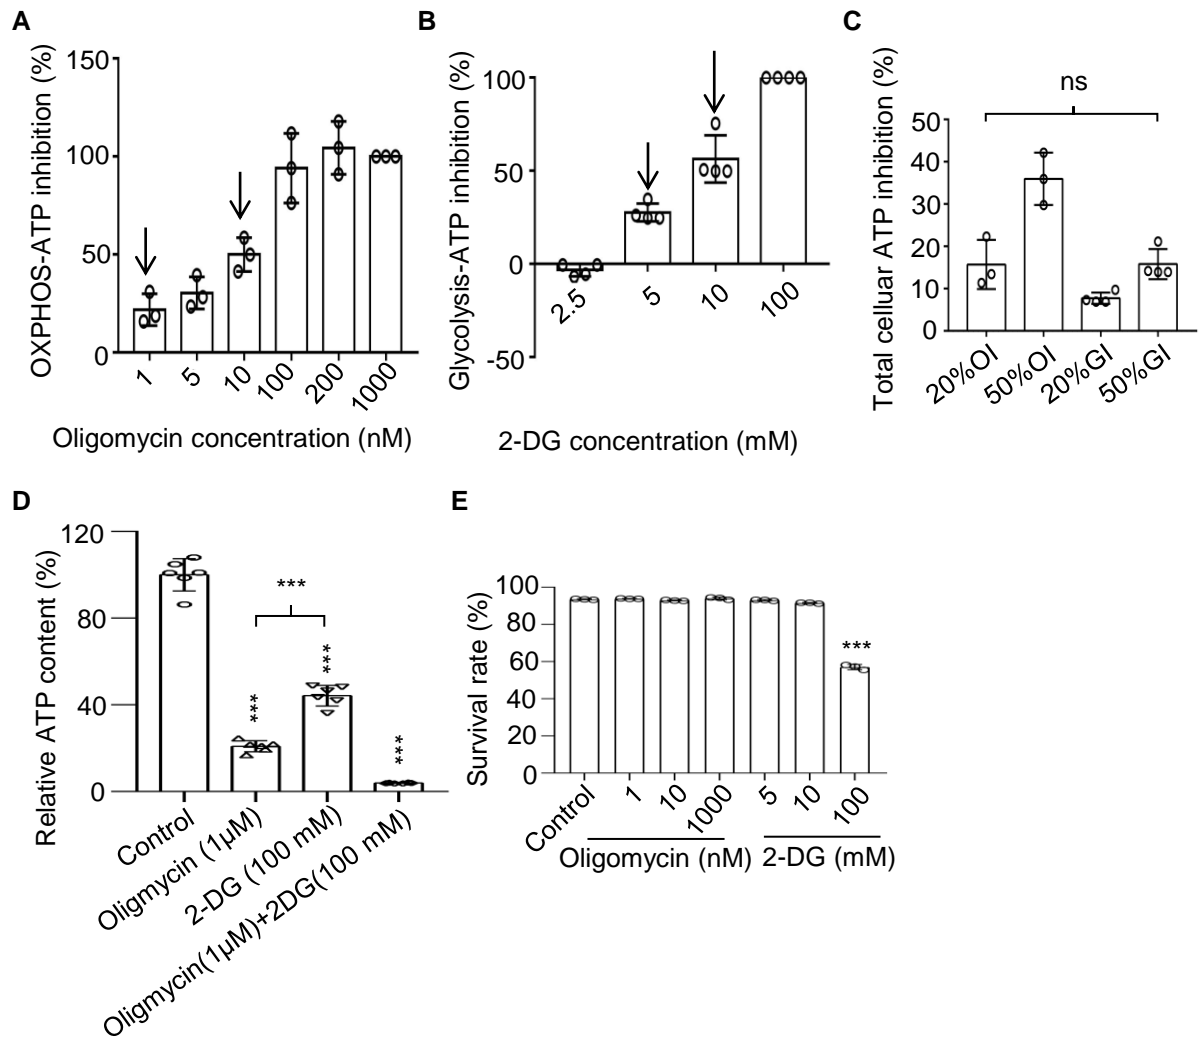 A
OXPHOS-ATP inhibition (%)
150
100
50
0
1
5
10
100
200
1000
Oligomycin concentration (nM)
B
Glycolysis-ATP inhibition (%)
100
50
0
-50
2.5
5
10
100
2-DG concentration (mM)
C
Total celluar ATP inhibition (%)
50
40
30
20
10
0
ns
20%OI
50%OI
20%GI
50%GI
D
Relative ATP content (%)
120
80
40
0
***
***
***
***
Control
Oligmycin (1μM)
2-DG (100 mM)
Oligmycin(1μM)+2DG(100 mM)
E
Survival rate (%)
100
80
60
40
20
0
***
Control
1
10
1000
5
10
100
Oligomycin (nM)
2-DG (mM)